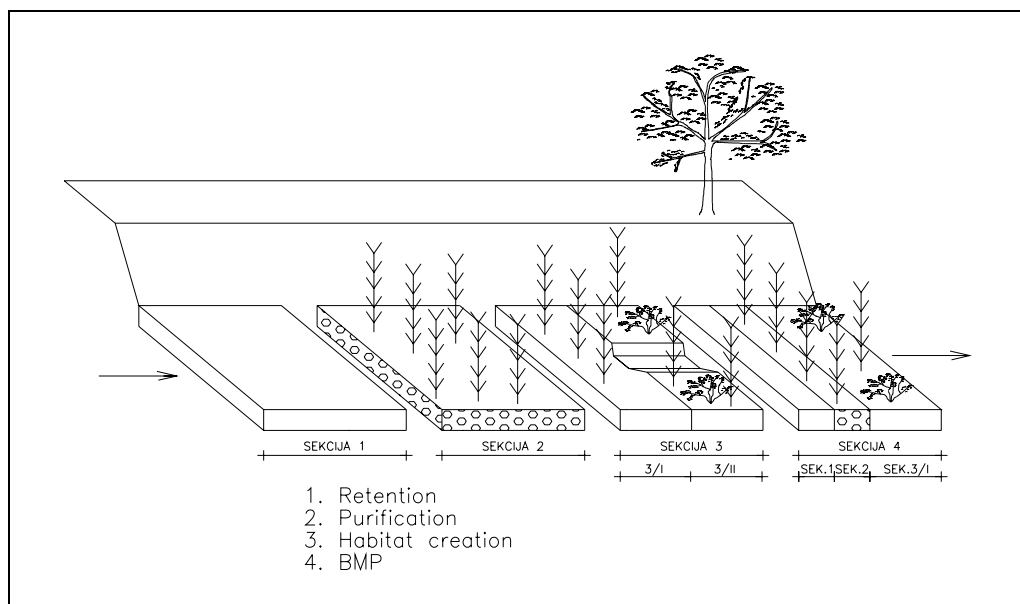 SEKCIJA 1 SEKCIJA 2 SEKCIJA 3 SEKCIJA 4
3/I 3/II SEK.1 SEK.2 SEK.3/I
1. Retention
2. Purification
3. Habitat creation
4. BMP